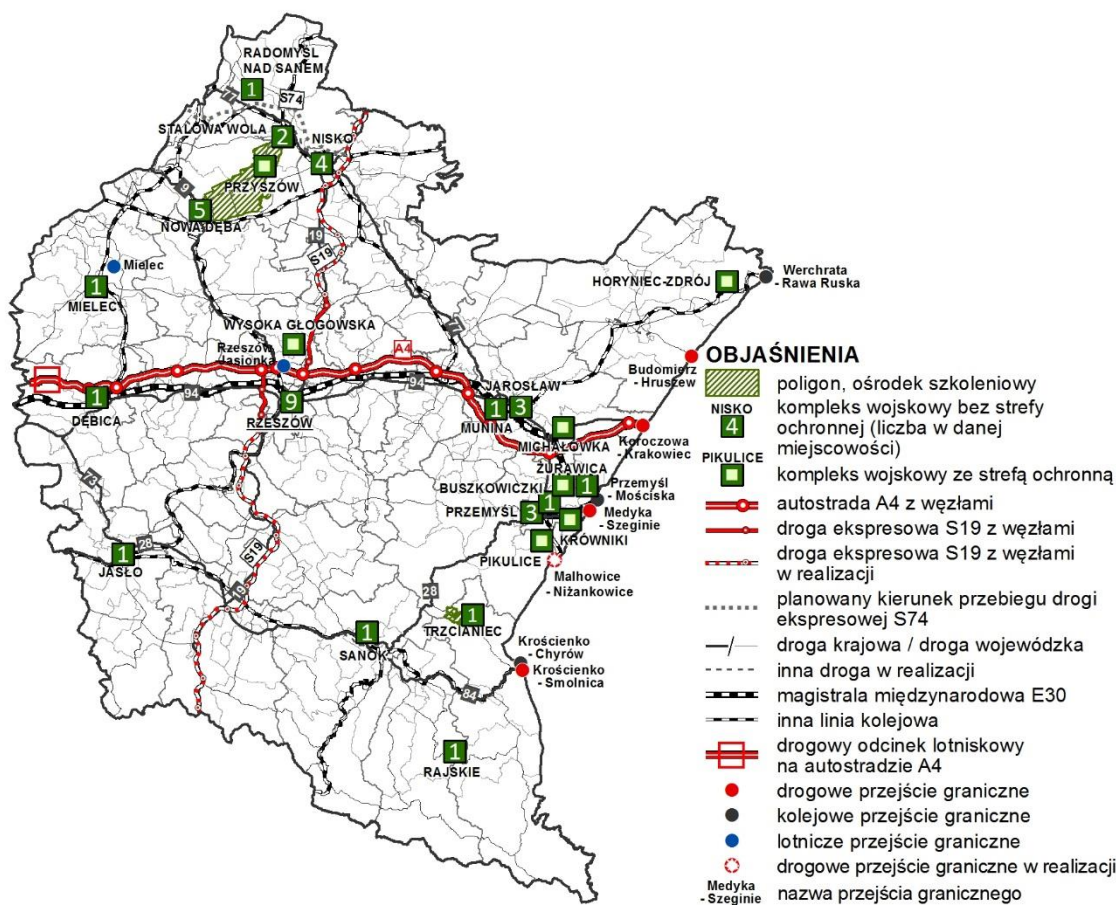 RADOMYŚL
NAD SANEM
1
77
S74
STALOWA WOLA
2
NISKO
4
PRZYSZÓW
9
5
NOWA DĘBA
19
S19
Mielec
1
MIELEC
HORYNIEC-ZDRÓJ
Werchrata
- Rawa Ruska
WYSOKA GŁOGOWSKA
Rzeszów
Jasionka
A4
77
94
Budomierz
- Hruszew
1
DĘBICA
94
9
RZESZÓW
JAROSŁAW
1
3
MUNINA
MICHAŁÓWKA
Koroczowa
- Krakowiec
ŻURAWICA
BUSZKOWICZKI
1
Przemyśl
- Mościska
1
PRZEMYŚL
3
Medyka
- Szeginie
KRÓWNIKI
PIKULICE
Malhowice
- Niżankowice
73
28
1
JASŁO
S19
19
28
1
TRZCIANIEC
1
SANOK
Krościenko
- Chyrów
Krościenko
- Smolnica
84
1
RAJSKIE
OBJAŚNIENIA
poligon, ośrodek szkoleniowy
NISKO
4
kompleks wojskowy bez strefy
ochronnej (liczba w danej
miejscowości)
PIKULICE
kompleks wojskowy ze strefą ochronną
autostrada A4 z węzłami
droga ekspresowa S19 z węzłami
droga ekspresowa S19 z węzłami
w realizacji
planowany kierunek przebiegu drogi
ekspresowej S74
droga krajowa / droga wojewódzka
inna droga w realizacji
magistrala międzynarodowa E30
inna linia kolejowa
drogowy odcinek lotniskowy
na autostradzie A4
drogowe przejście graniczne
kolejowe przejście graniczne
lotnicze przejście graniczne
drogowe przejście graniczne w realizacji
Medyka
- Szeginie
nazwa przejścia granicznego